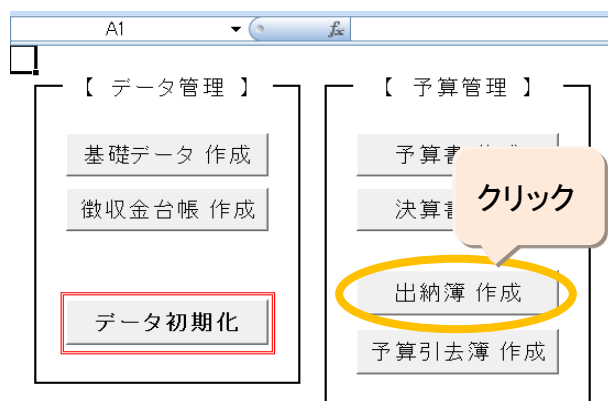 A1
fx
【 データ管理 】
基礎データ 作成
徴収金台帳 作成
データ初期化
【 予算管理 】
予算書
決算書
クリック
出納簿 作成
予算引去簿 作成